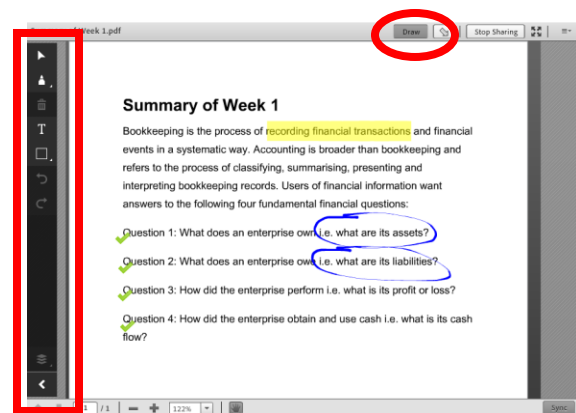 of Week 1.pdf
Draw
Stop Sharing
T
Summary of Week 1
Bookkeeping is the process of recording financial transactions and financial
events in a systematic way. Accounting is broader than bookkeeping and
refers to the process of classifying, summarising, presenting and
interpreting bookkeeping records. Users of financial information want
answers to the following four fundamental financial questions:
Question 1: What does an enterprise own i.e. what are its assets?
Question 2: What does an enterprise owe i.e. what are its liabilities?
Question 3: How did the enterprise perform i.e. what is its profit or loss?
Question 4: How did the enterprise obtain and use cash i.e. what is its cash
flow?
1 / 1
122%
Sync